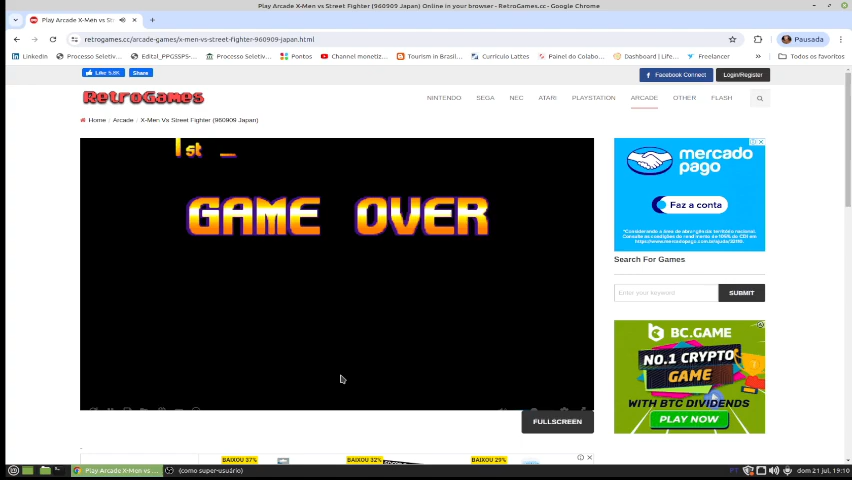 Play Arcade X-Men vs Street Fighter (960909 Japan) Online in your browser - RetroGames.cc - Google Chrome
Play Arcade X-Men vs St
retrogames.cc/arcade-games/x-men-vs-street-fighter-960909-japan.html
Pausada
LinkedIn
Processo Seletiv...
Edital_PPGSSPS-...
Processo Seletiv...
Pontos
Channel monetiz...
Tourism in Brasil...
Currículo Lattes
Painel do Colabo...
Dashboard | Life...
Freelancer
Todos os favoritos
Like 5,8K
Share
Facebook Connect
Login/Register
RetroGames
NINTENDO
SEGA
NEC
ATARI
PLAYSTATION
ARCADE
OTHER
FLASH
Home
Arcade
X-Men Vs Street Fighter (960909 Japan)
1st _
GAME OVER
mercado
pago
Faz a conta
Search For Games
Enter your keyword
SUBMIT
BC.GAME
NO.1 CRYPTO
GAME
WITH BTC DIVIDENDS
PLAY NOW
FULLSCREEN
BAIXOU 37%
BAIXOU 32%
BAIXOU 29%
Play Arcade X-Men vs ...
(como super-usuário)
PT
dom 21 jul, 19:10